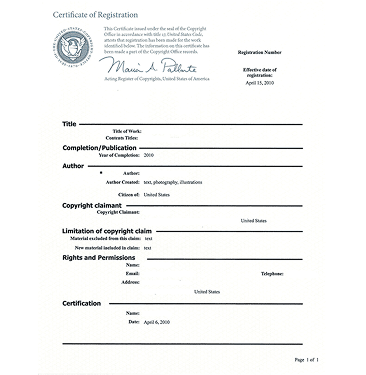 Certificate of Registration
This Certificate issued under the seal of the Copyright
Office in accordance with title 17 United States Code,
attests that registration has been made for the work
identified below. The information on this certificate has
been made a part of the Copyright Office records.
Maria A Pallante
Acting Register of Copyrights, United States of America
Registration Number
Effective date of
registration:
April 15, 2010
Title
Title of Work:
Contents Titles:
Completion/Publication
Year of Completion: 2010
Author
Author:
Author Created: text, photography, illustrations
Citizen of: United States
Copyright claimant
Copyright Claimant:
United States
Limitation of copyright claim
Material excluded from this claim: text
New material included in claim: text
Rights and Permissions
Name:
Email: Telephone:
Address:
United States
Certification
Name:
Date: April 6, 2010
Page 1 of 1